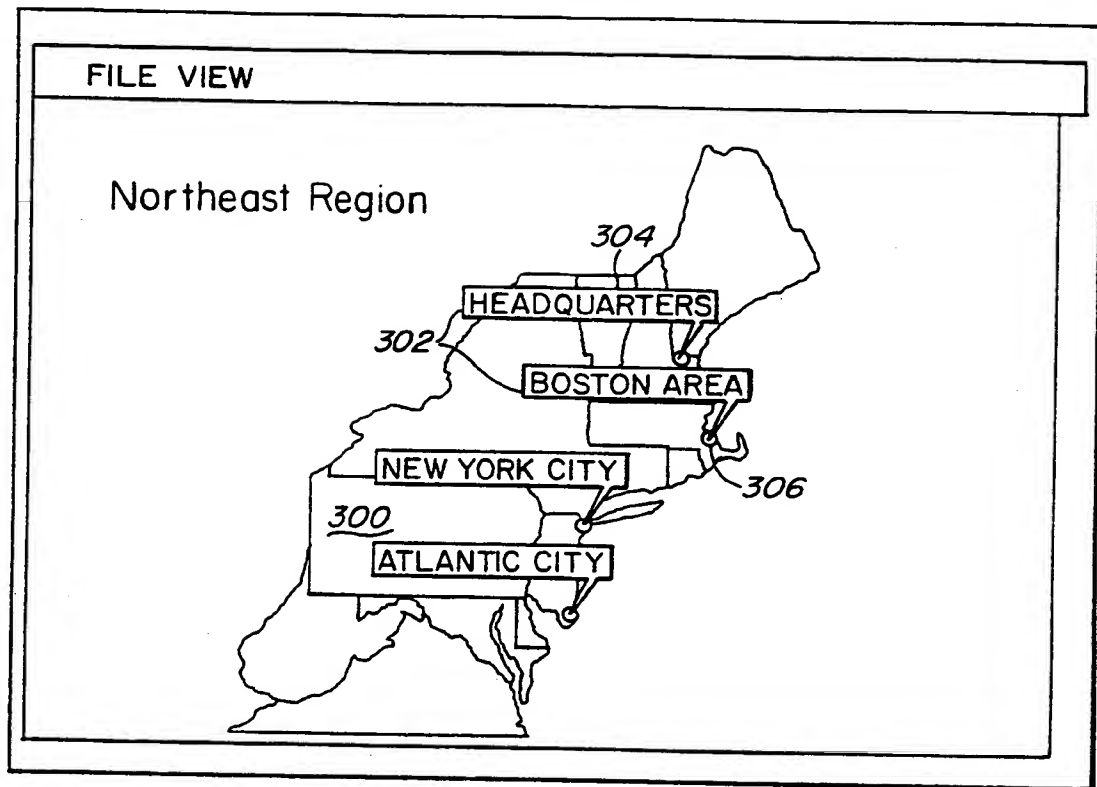 FILE VIEW
Northeast Region
304
HEADQUARTERS
302
BOSTON AREA
NEW YORK CITY
306
300
ATLANTIC CITY